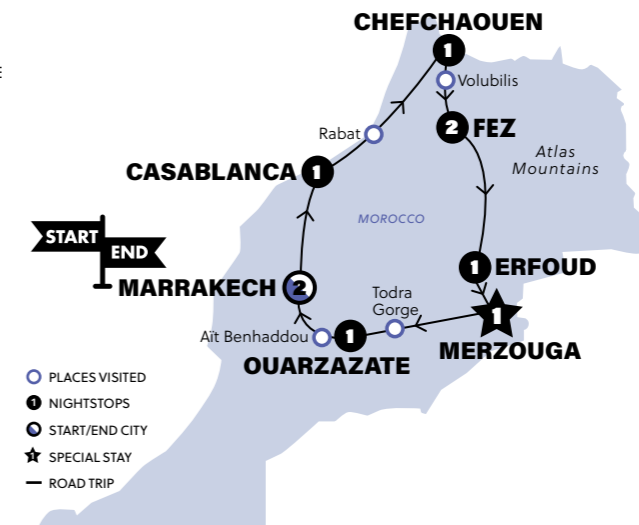 CHEFCHAOUEN
1
E
Volubilis
Rabat
2 FEZ
Atlas
Mountains
CASABLANCA 1
MOROCCO
START
END
1 ERFOUD
MARRAKECH 2
Todra
Gorge
1
MERZOUGA
Aït Benhaddou
1
OUARZAZATE
PLACES VISITED
1 NIGHTSTOPS
START/END CITY
1 SPECIAL STAY
ROAD TRIP